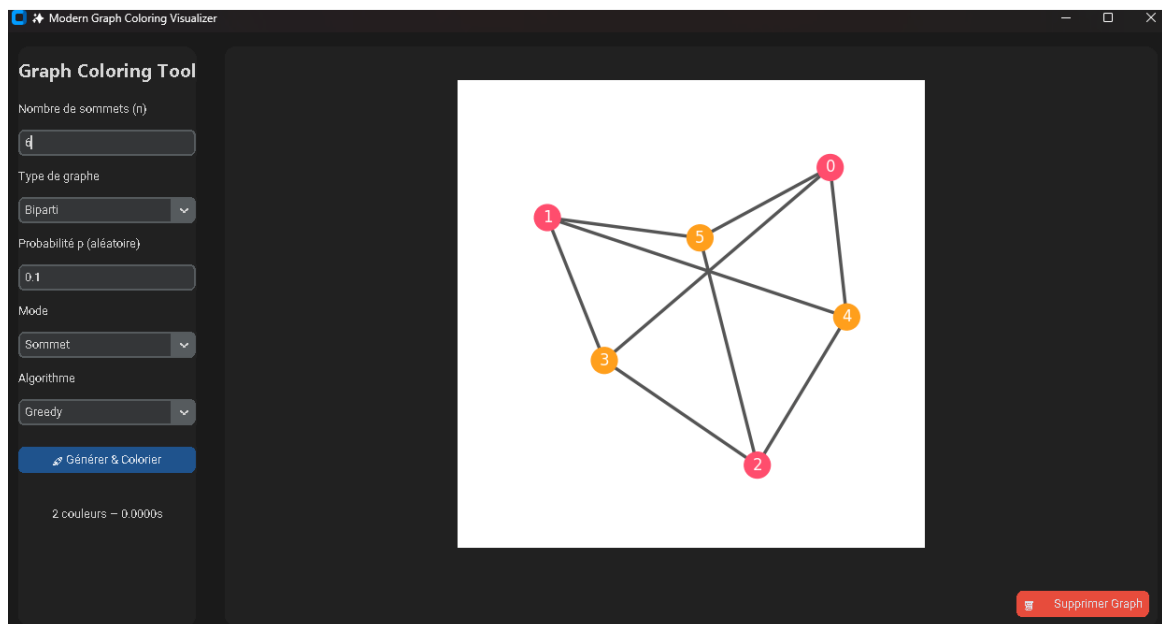 Modern Graph Coloring Visualizer
Graph Coloring Tool
Nombre de sommets (n)
6
Type de graphe
Biparti
Probabilité p (aléatoire)
0.1
Mode
Sommet
Algorithme
Greedy
Générer & Colorier
2 couleurs – 0.0000s
0
1
5
4
3
2
Supprimer Graph